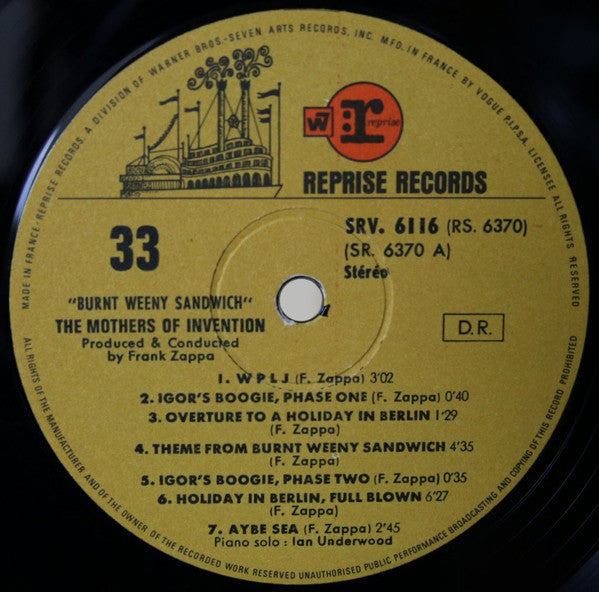 MADE IN FRANCE · REPRISE RECORDS, A DIVISION OF WARNER BROS.-SEVEN ARTS RECORDS, INC. MFD. IN FRANCE BY VOGUE P.I.P.S.A. LICENSEE ALL RIGHTS RESERVED
W7 r: reprise
REPRISE RECORDS
33
SRV. 6116 (RS. 6370)
(SR. 6370 A)
Stéréo
"BURNT WEENY SANDWICH"
THE MOTHERS OF INVENTION
Produced & Conducted
by Frank Zappa
D.R.
1. W P L J (F. Zappa) 3'02
2. IGOR'S BOOGIE, PHASE ONE (F. Zappa) 0'40
3. OVERTURE TO A HOLIDAY IN BERLIN 1'29
(F. Zappa)
4. THEME FROM BURNT WEENY SANDWICH 4'35
(F. Zappa)
5. IGOR'S BOOGIE, PHASE TWO (F. Zappa) 0'35
6. HOLIDAY IN BERLIN, FULL BLOWN 6'27
(F. Zappa)
7. AYBE SEA (F. Zappa) 2'45
Piano solo : Ian Underwood
ALL RIGHTS OF THE MANUFACTURER AND OF THE OWNER OF THE RECORDED WORK RESERVED UNAUTHORISED PUBLIC PERFORMANCE BROADCASTING AND COPYING OF THIS RECORD PROHIBITED